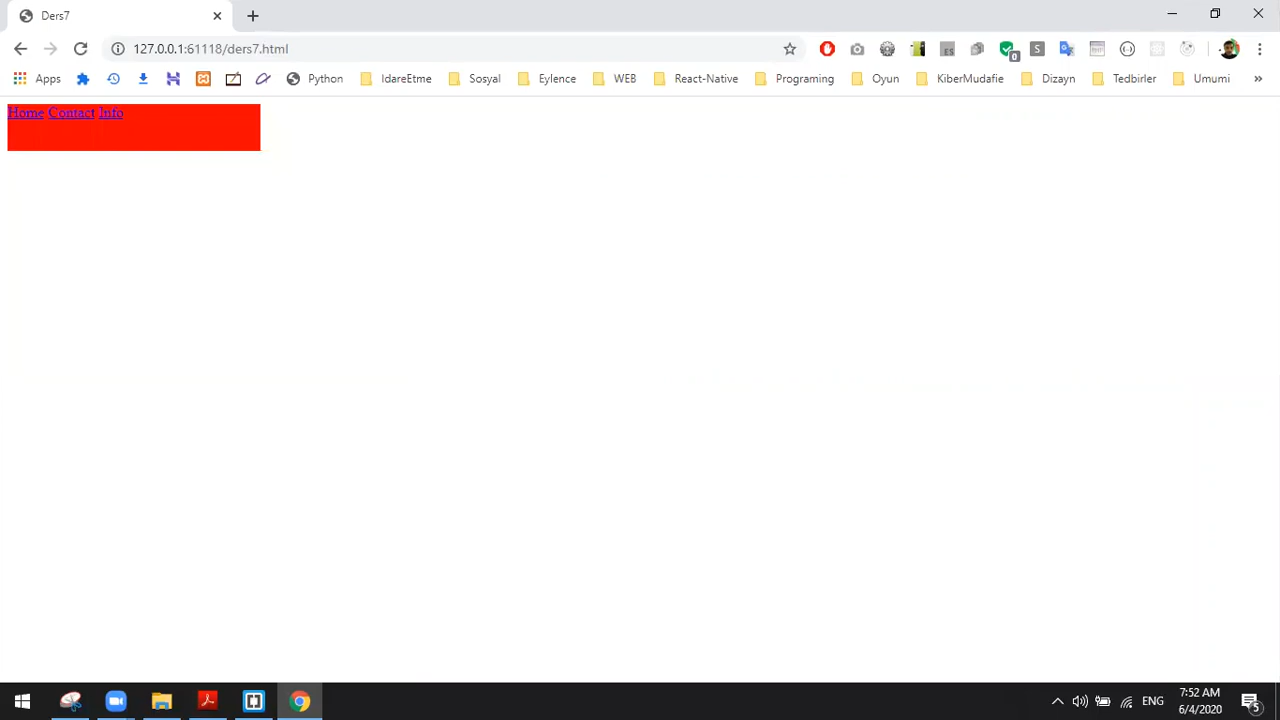 Ders7
127.0.0.1:61118/ders7.html
Apps Python IdareEtme Sosyal Eylence WEB React-Native Programing Oyun KiberMudafie Dizayn Tedbirler Umumi »
Home Contact Info
ENG
7:52 AM
6/4/2020